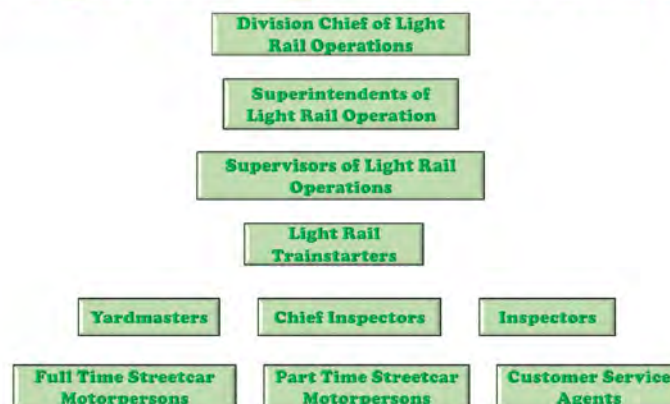 Division Chief of Light
Rail Operations
Superintendents of
Light Rail Operation
Supervisors of Light Rail
Operations
Light Rail
Trainstarters
Yardmasters
Chief Inspectors
Inspectors
Full Time Streetcar
Motorpersons
Part Time Streetcar
Motorpersons
Customer Service
Agents